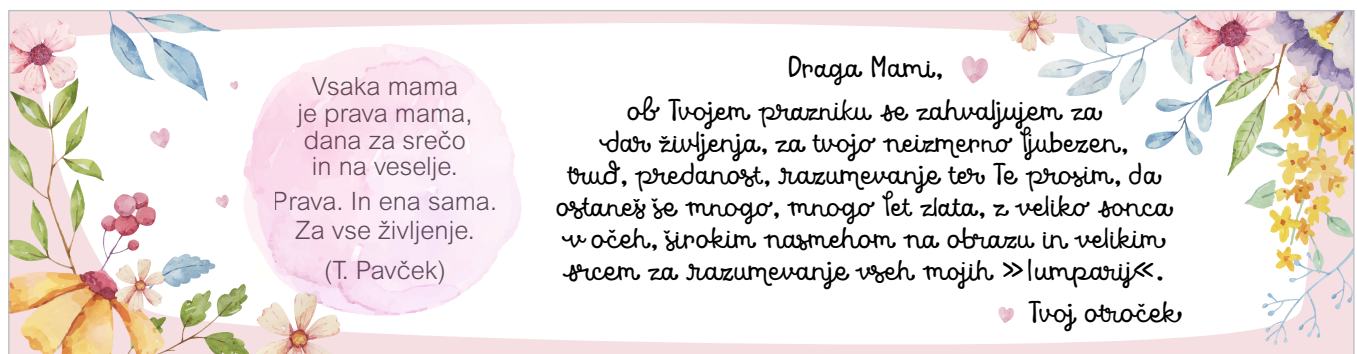 Vsaka mama
je prava mama,
dana za srečo
in na veselje.
Prava. In ena sama.
Za vse življenje.
(T. Pavček)
Draga Mami,
ob Tvojem prazniku se zahvaljujem za
dar življenja, za tvojo neizmerno ljubezen,
trud, predanost, razumevanje ter Te prosim, da
ostaneš še mnogo, mnogo let zlata, z veliko sonca
v očeh, širokim nasmehom na obrazu in velikim
srcem za razumevanje vseh mojih »lumparij«.
Tvoj otroček